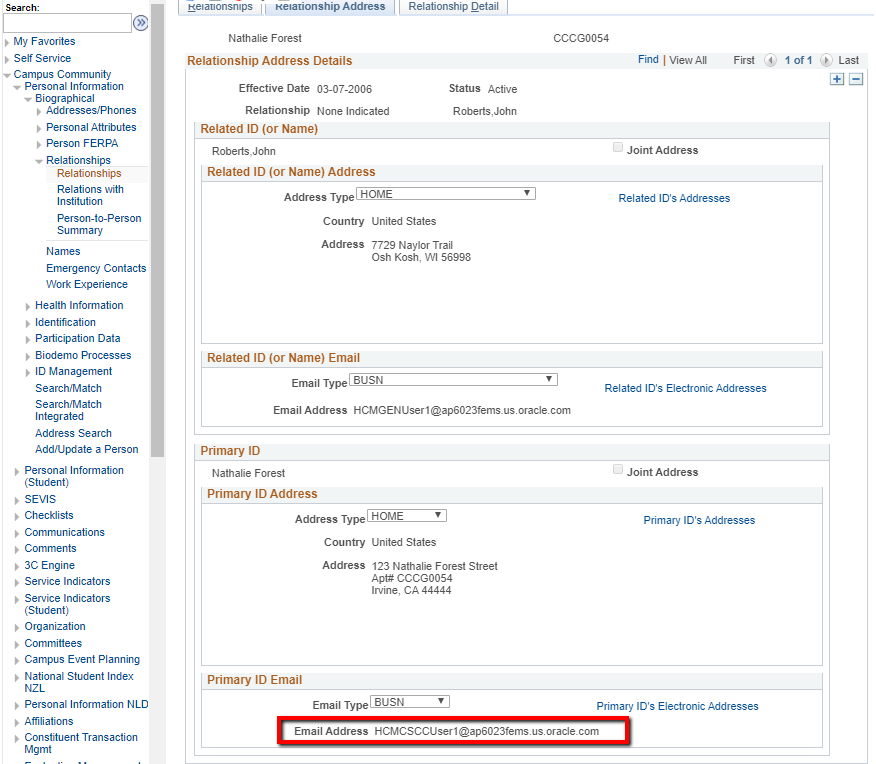 Search:
My Favorites
Self Service
Campus Community
Personal Information
Biographical
Addresses/Phones
Personal Attributes
Person FERPA
Relationships
Relationships
Relations with
Institution
Person-to-Person
Summary
Names
Emergency Contacts
Work Experience
Health Information
Identification
Participation Data
Biodemo Processes
ID Management
Search/Match
Search/Match
Integrated
Address Search
Add/Update a Person
Personal Information
(Student)
SEVIS
Checklists
Communications
Comments
3C Engine
Service Indicators
Service Indicators
(Student)
Organization
Committees
Campus Event Planning
National Student Index
NZL
Personal Information NLD
Affiliations
Constituent Transaction
Mgmt
Relationships Relationship Address Relationship Detail
Nathalie Forest CCCG0054
Relationship Address Details Find | View All First 1 of 1 Last
Effective Date 03-07-2006 Status Active
Relationship None Indicated Roberts,John
Related ID (or Name)
Roberts,John Joint Address
Related ID (or Name) Address
Address Type HOME Related ID's Addresses
Country United States
Address 7729 Naylor Trail
Osh Kosh, WI 56998
Related ID (or Name) Email
Email Type BUSN Related ID's Electronic Addresses
Email Address HCMGENUser1@ap6023fems.us.oracle.com
Primary ID
Nathalie Forest Joint Address
Primary ID Address
Address Type HOME Primary ID's Addresses
Country United States
Address 123 Nathalie Forest Street
Apt# CCCG0054
Irvine, CA 44444
Primary ID Email
Email Type BUSN Primary ID's Electronic Addresses
Email Address HCMCSCCUser1@ap6023fems.us.oracle.com